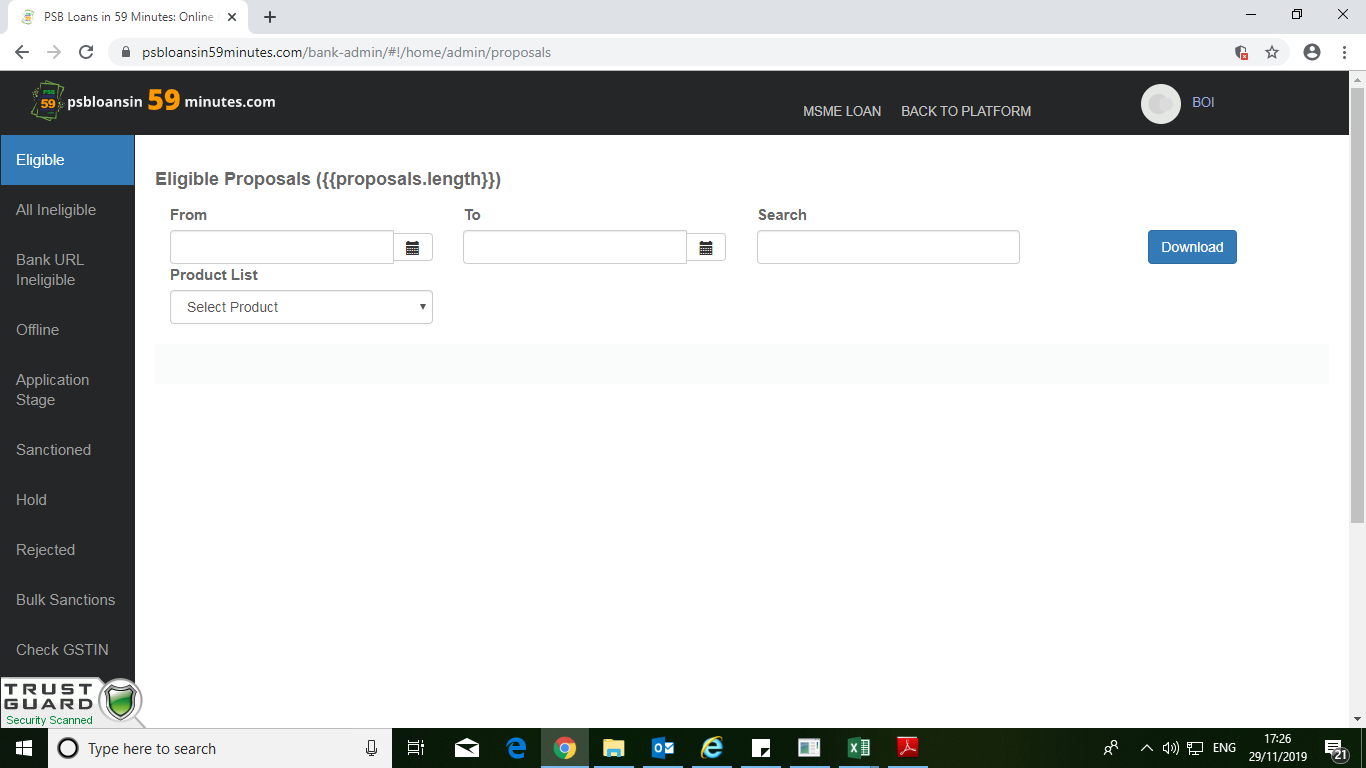 PSB Loans in 59 Minutes: Online
psbloansin59minutes.com/bank-admin/#!/home/admin/proposals
PSB
59
psbloansin 59 minutes.com
MSME LOAN
BACK TO PLATFORM
BOI
Eligible
All Ineligible
Bank URL
Ineligible
Offline
Application
Stage
Sanctioned
Hold
Rejected
Bulk Sanctions
Check GSTIN
Eligible Proposals ({{proposals.length}})
From
To
Search
Download
Product List
Select Product
TRUST
GUARD
Security Scanned
Type here to search
ENG
17:26
29/11/2019
21